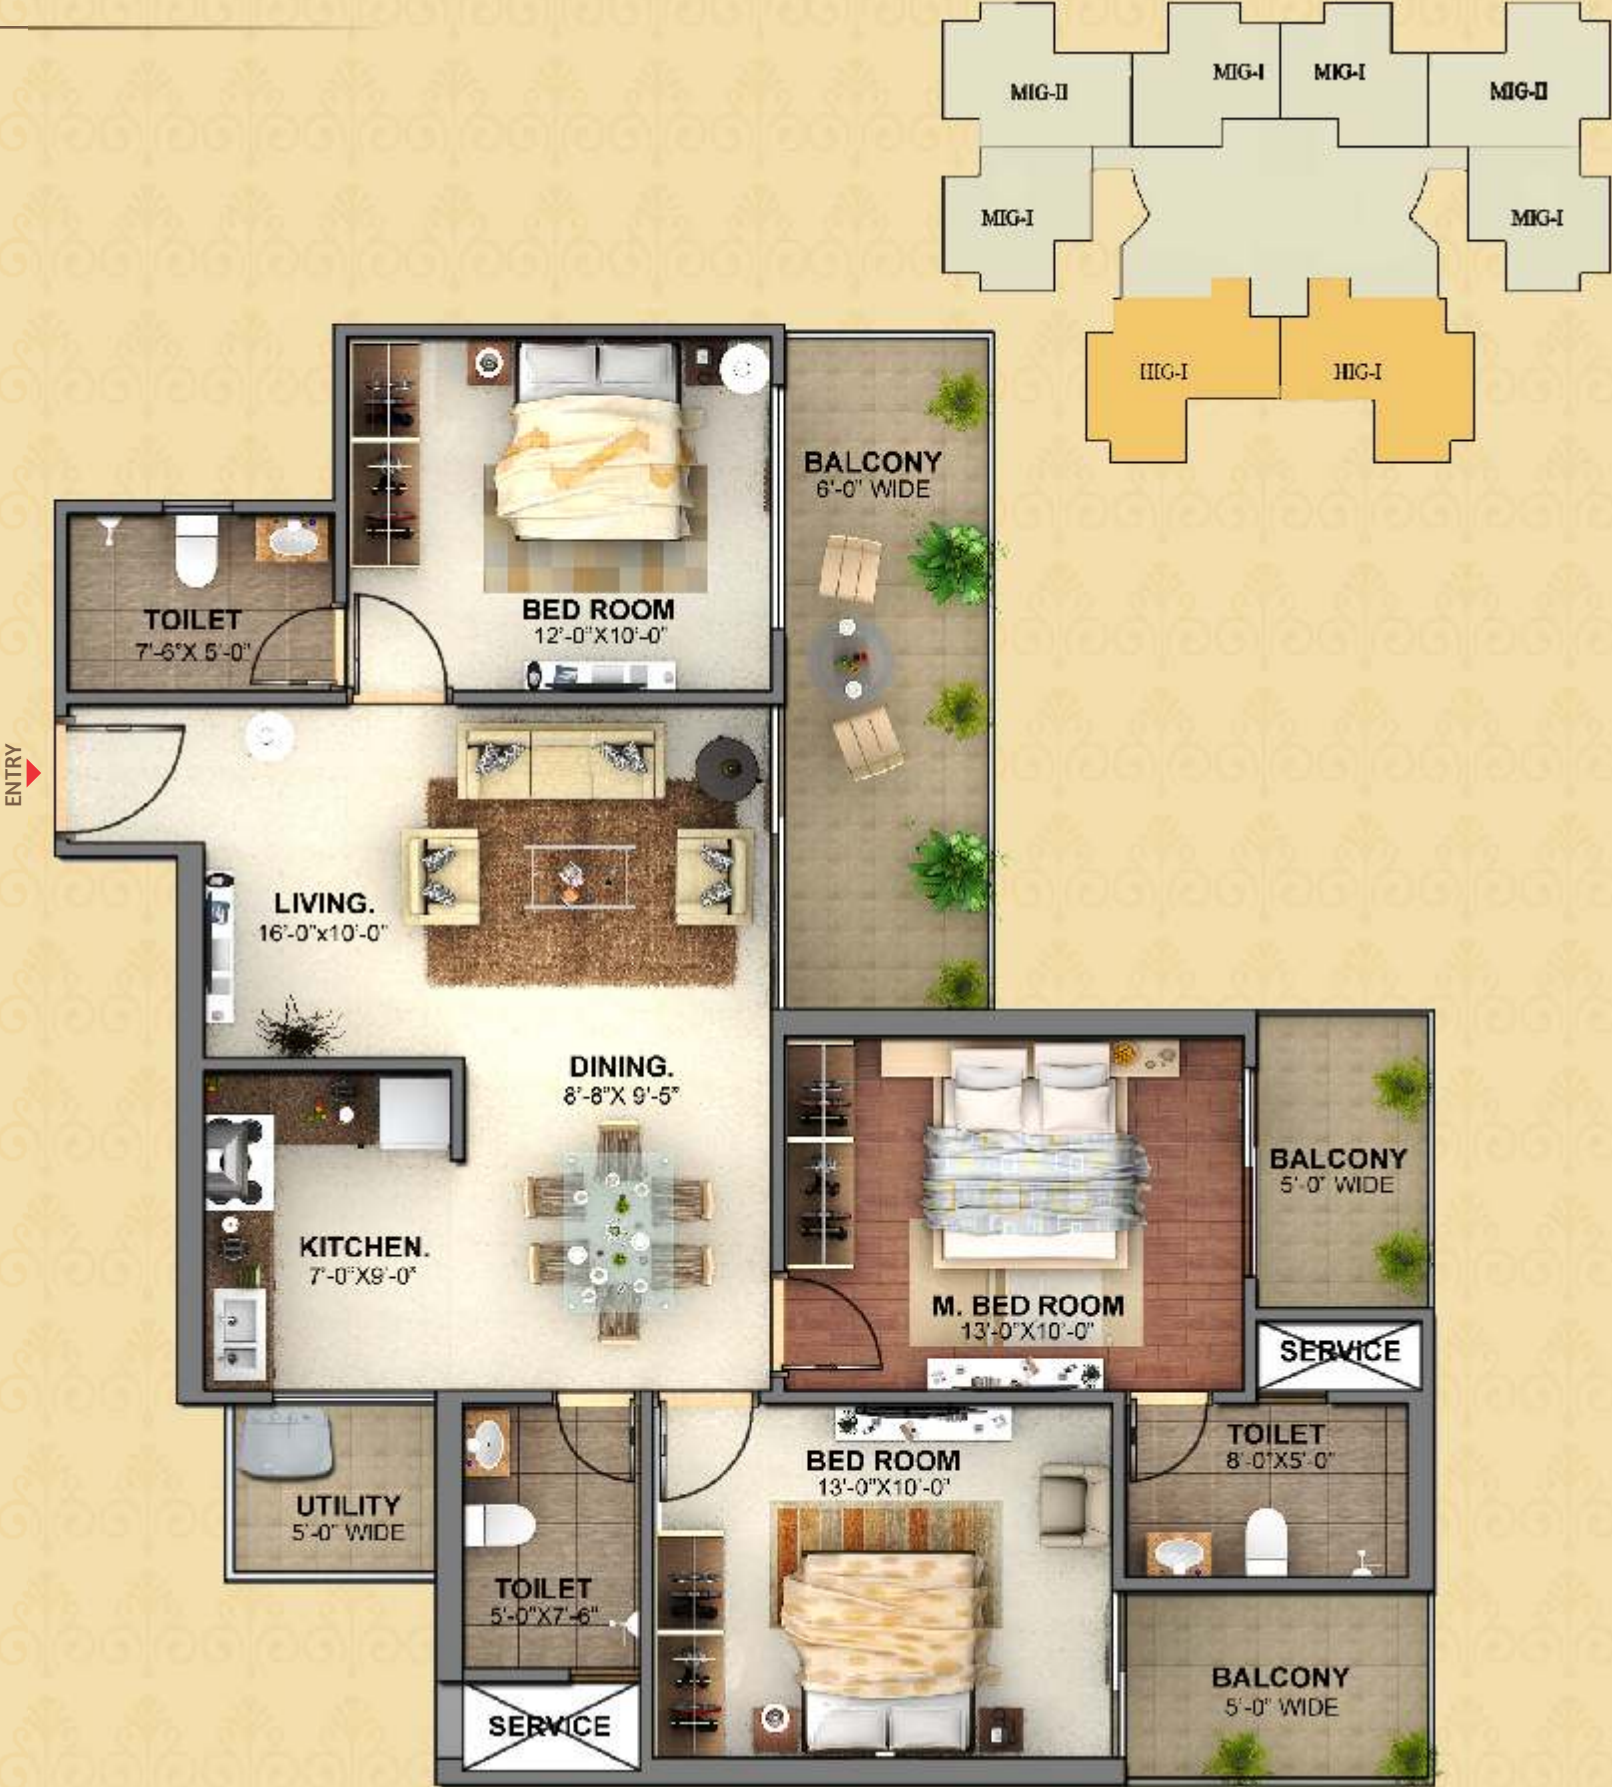 MIG-II
MIG-I
MIG-I
MIG-II
MIG-I
MIG-I
HIG-I
HIG-I
BALCONY
6'-0" WIDE
BED ROOM
12'-0"X10'-0"
TOILET
7'-6"X 5'-0"
ENTRY
LIVING.
16'-0"x10'-0"
DINING.
8'-8"X 9'-5"
BALCONY
5'-0" WIDE
KITCHEN.
7'-0"X9'-0"
M. BED ROOM
13'-0"X10'-0"
SERVICE
TOILET
8'-0"X5'-0"
BED ROOM
13'-0"X10'-0"
UTILITY
5'-0" WIDE
TOILET
5'-0"X7'-6"
BALCONY
5'-0" WIDE
SERVICE